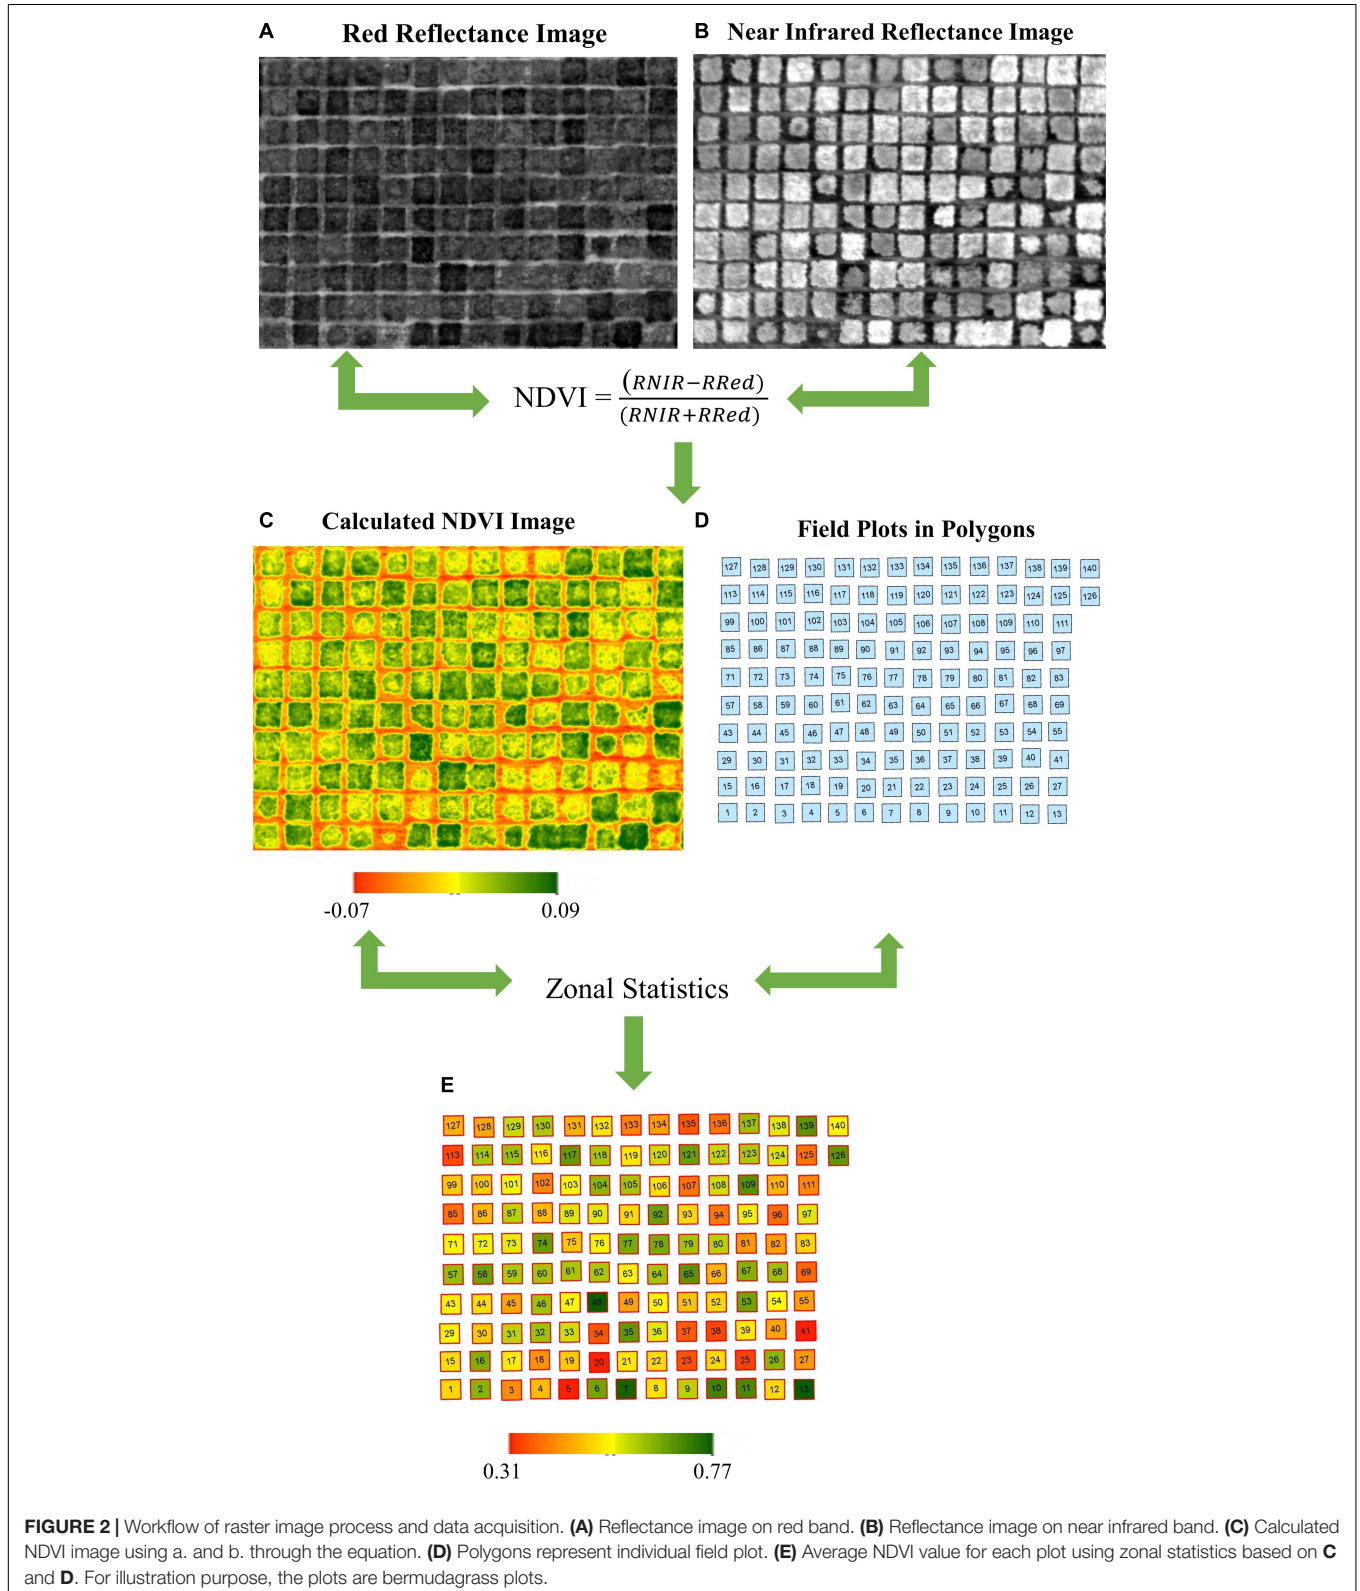 A Red Reflectance Image
B Near Infrared Reflectance Image
NDVI = (RNIR−RRed) / (RNIR+RRed)
C Calculated NDVI Image
D Field Plots in Polygons
127 128 129 130 131 132 133 134 135 136 137 138 139 140
113 114 115 116 117 118 119 120 121 122 123 124 125 126
99 100 101 102 103 104 105 106 107 108 109 110 111
85 86 87 88 89 90 91 92 93 94 95 96 97
71 72 73 74 75 76 77 78 79 80 81 82 83
57 58 59 60 61 62 63 64 65 66 67 68 69
43 44 45 46 47 48 49 50 51 52 53 54 55
29 30 31 32 33 34 35 36 37 38 39 40 41
15 16 17 18 19 20 21 22 23 24 25 26 27
1 2 3 4 5 6 7 8 9 10 11 12 13
-0.07 0.09
Zonal Statistics
E
127 128 129 130 131 132 133 134 135 136 137 138 139 140
113 114 115 116 117 118 119 120 121 122 123 124 125 126
99 100 101 102 103 104 105 106 107 108 109 110 111
85 86 87 88 89 90 91 92 93 94 95 96 97
71 72 73 74 75 76 77 78 79 80 81 82 83
57 58 59 60 61 62 63 64 65 66 67 68 69
43 44 45 46 47 48 49 50 51 52 53 54 55
29 30 31 32 33 34 35 36 37 38 39 40 41
15 16 17 18 19 20 21 22 23 24 25 26 27
1 2 3 4 5 6 7 8 9 10 11 12 13
0.31 0.77
FIGURE 2 | Workflow of raster image process and data acquisition. (A) Reflectance image on red band. (B) Reflectance image on near infrared band. (C) Calculated
NDVI image using a. and b. through the equation. (D) Polygons represent individual field plot. (E) Average NDVI value for each plot using zonal statistics based on C
and D. For illustration purpose, the plots are bermudagrass plots.